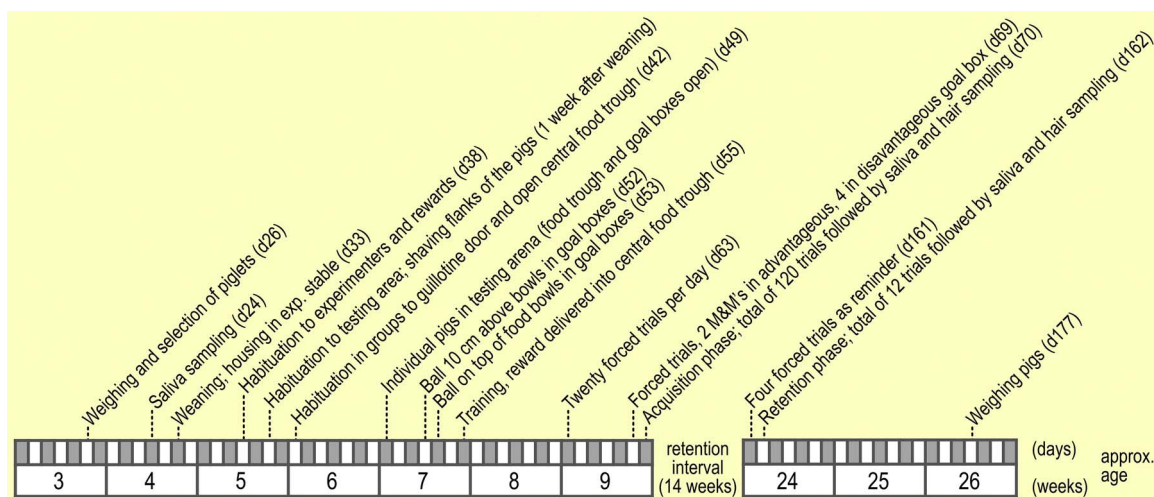 Weighing and selection of piglets (d26)
Saliva sampling (d24)
Weaning; housing in exp. stable (d33)
Habituation to experimenters and rewards (d38)
Habituation to testing area; shaving flanks of the pigs (1 week after weaning)
Habituation in groups to guillotine door and open central food trough (d42)
Individual pigs in testing arena (food trough and goal boxes open) (d49)
Ball 10 cm above bowls in goal boxes (d52)
Ball on top of food bowls in goal boxes (d53)
Training, reward delivered into central food trough (d55)
Twenty forced trials per day (d63)
Forced trials, 2 M&M's in advantageous, 4 in disavantageous goal box (d69)
Acquisition phase; total of 120 trials followed by saliva and hair sampling (d70)
Four forced trials as reminder (d161)
Retention phase; total of 12 trials followed by saliva and hair sampling (d162)
Weighing pigs (d177)
3 4 5 6 7 8 9
retention
interval
(14 weeks)
24 25 26
(days)
(weeks)
approx.
age